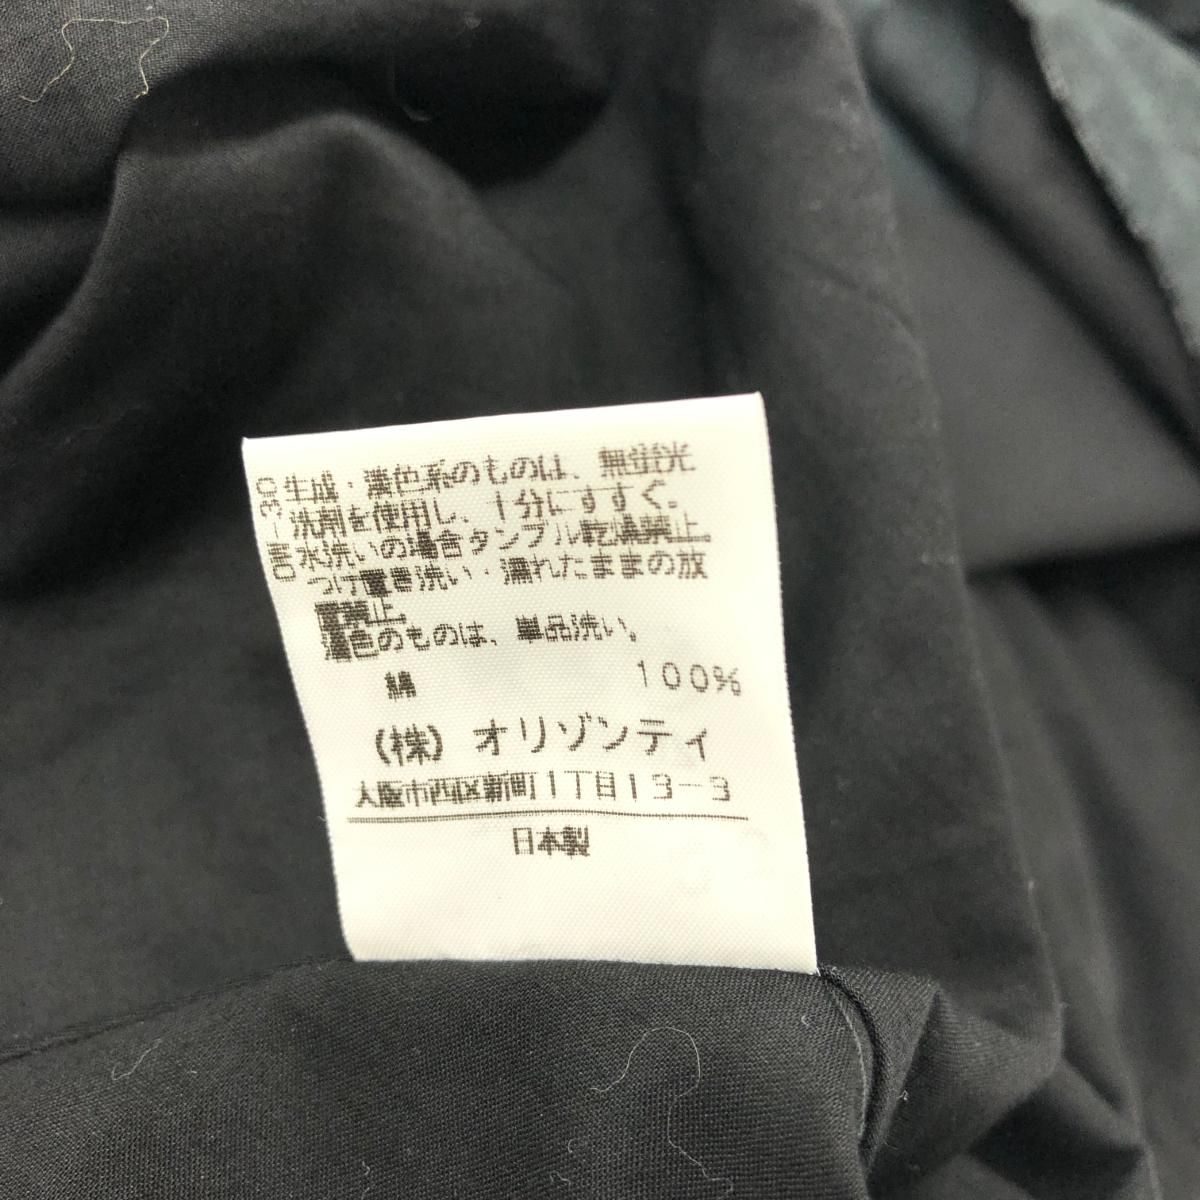 生成・淡色系のものは、無蛍光
洗剤を使用し、十分にすすぐ。
水洗いの場合タンブル乾燥禁止。
つけ置き洗い・濡れたままの放
置禁止。
濃色のものは、単品洗い。
綿 100%
(株) オリゾンティ
大阪市西区新町1丁目13-3
日本製